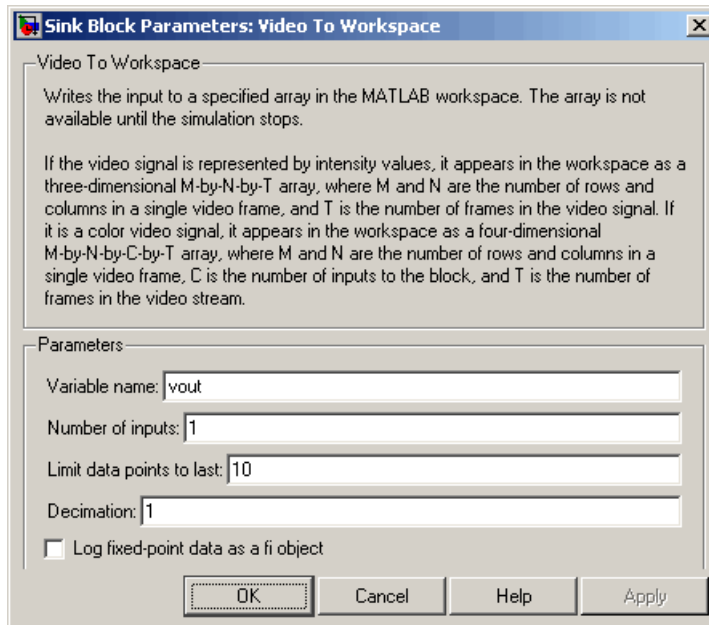 Sink Block Parameters: Video To Workspace
Video To Workspace
Writes the input to a specified array in the MATLAB workspace. The array is not
available until the simulation stops.
If the video signal is represented by intensity values, it appears in the workspace as a
three-dimensional M-by-N-by-T array, where M and N are the number of rows and
columns in a single video frame, and T is the number of frames in the video signal. If
it is a color video signal, it appears in the workspace as a four-dimensional
M-by-N-by-C-by-T array, where M and N are the number of rows and columns in a
single video frame, C is the number of inputs to the block, and T is the number of
frames in the video stream.
Parameters
Variable name: vout
Number of inputs: 1
Limit data points to last: 10
Decimation: 1
Log fixed-point data as a fi object
OK Cancel Help Apply